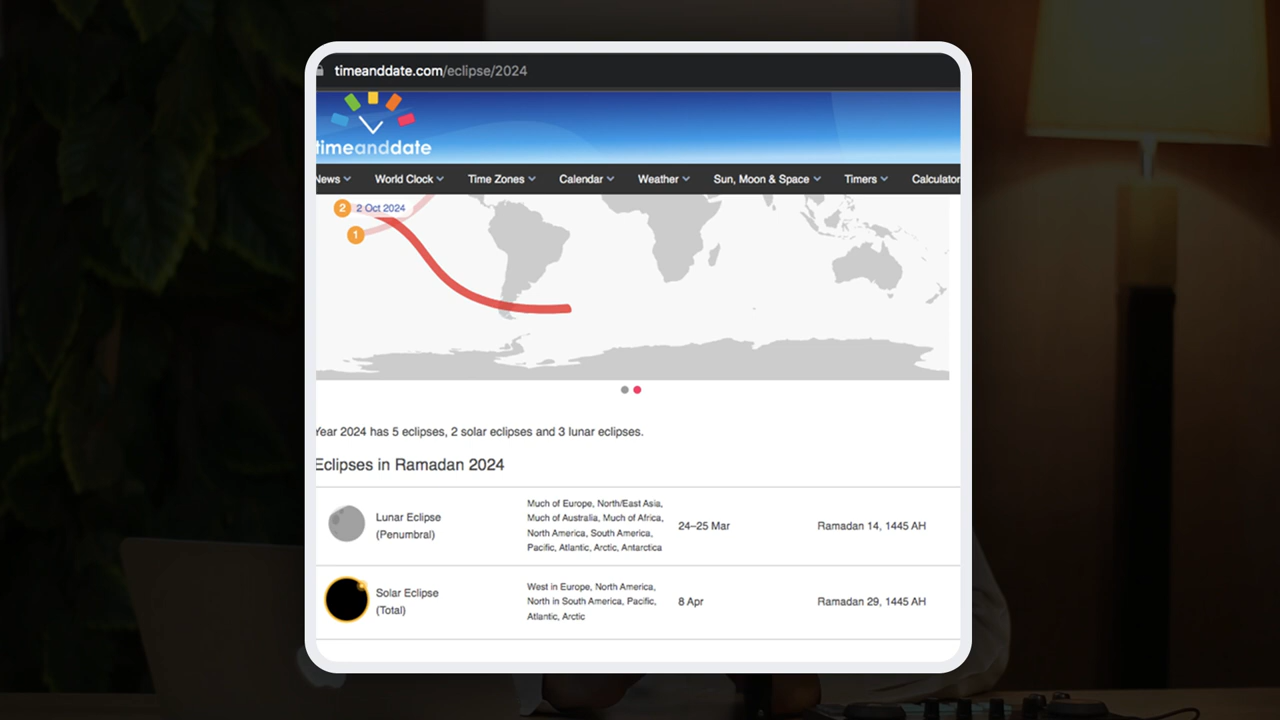 timeanddate.com/eclipse/2024
timeanddate
News World Clock Time Zones Calendar Weather Sun, Moon & Space Timers Calculator
2 2 Oct 2024
1
Year 2024 has 5 eclipses, 2 solar eclipses and 3 lunar eclipses.
Eclipses in Ramadan 2024
Lunar Eclipse
(Penumbral)
Much of Europe, North/East Asia,
Much of Australia, Much of Africa,
North America, South America,
Pacific, Atlantic, Arctic, Antarctica
24–25 Mar
Ramadan 14, 1445 AH
Solar Eclipse
(Total)
West in Europe, North America,
North in South America, Pacific,
Atlantic, Arctic
8 Apr
Ramadan 29, 1445 AH